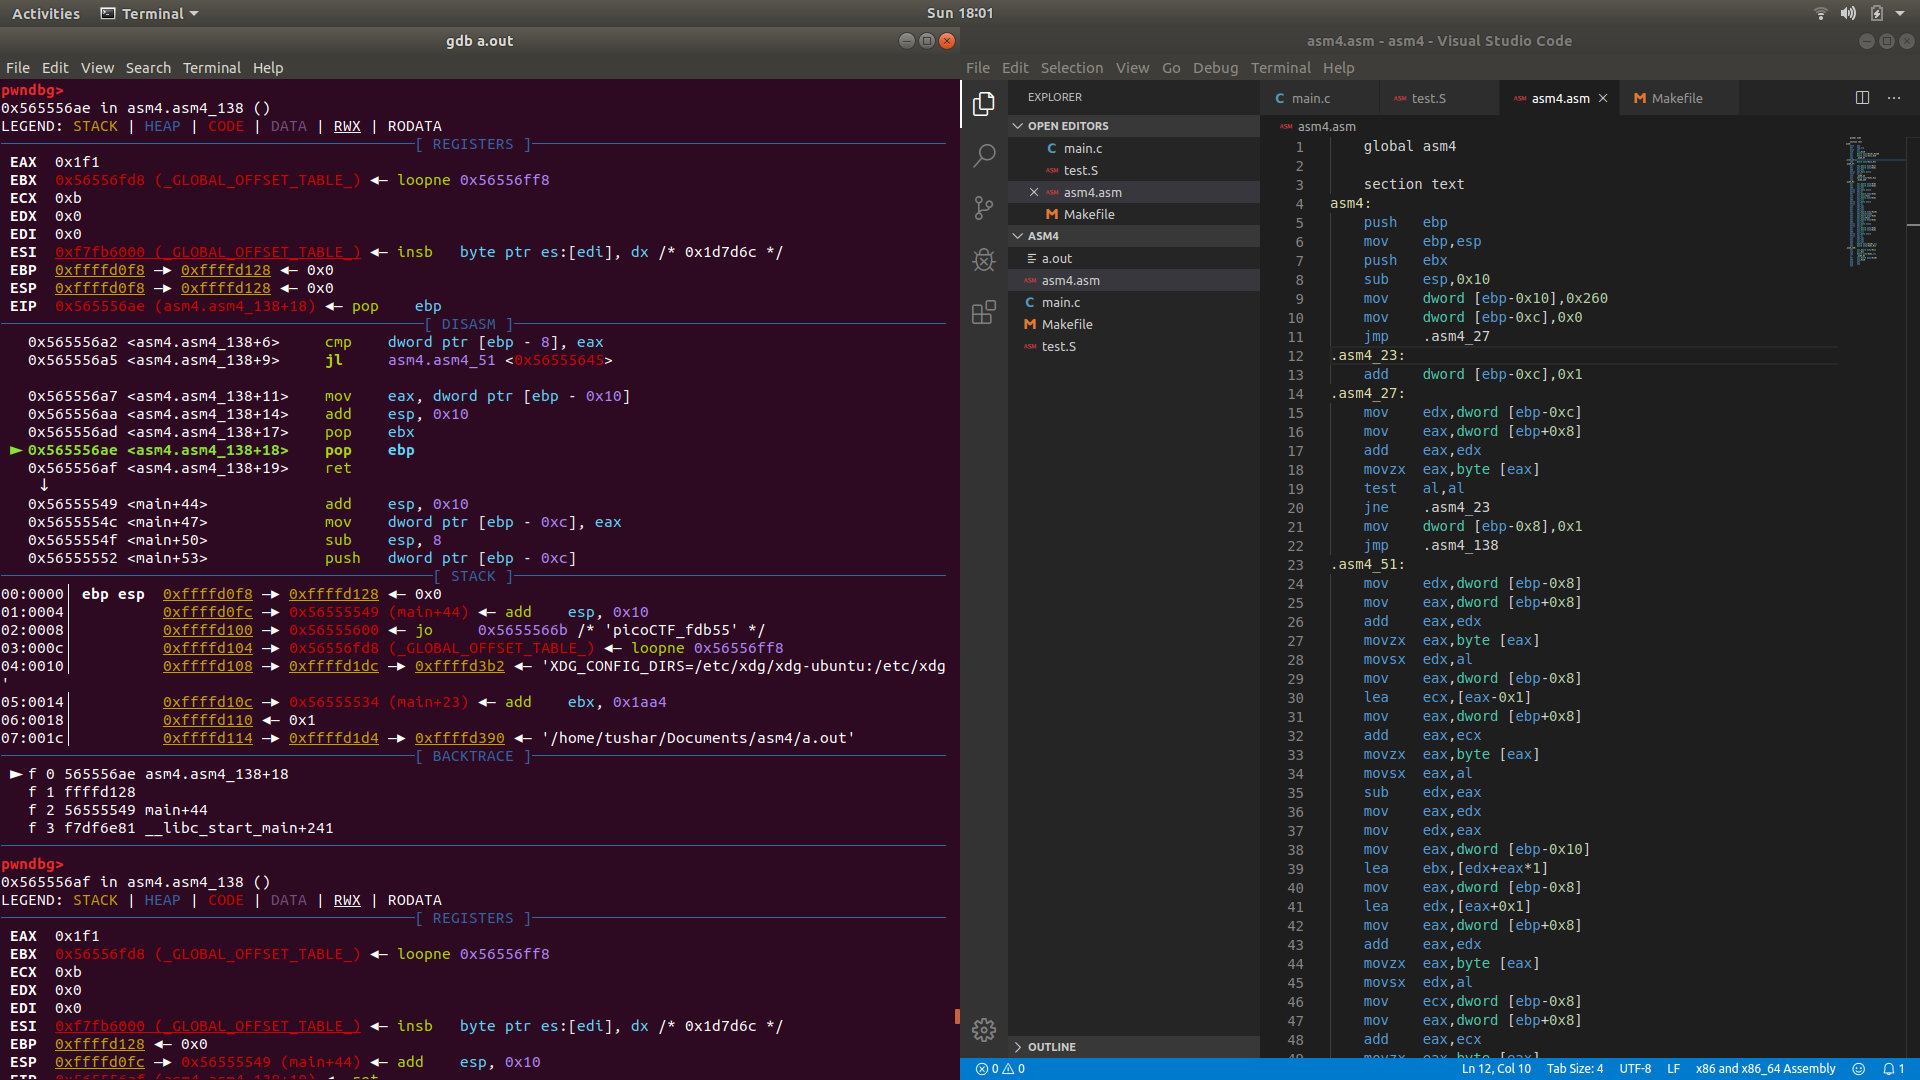 Activities Terminal Sun 18:01
gdb a.out
File Edit View Search Terminal Help
pwndbg>
0x565556ae in asm4.asm4_138 ()
LEGEND: STACK | HEAP | CODE | DATA | RWX | RODATA
[ REGISTERS ]
EAX 0x1f1
EBX 0x56556fd8 (_GLOBAL_OFFSET_TABLE_) ◂— loopne 0x56556ff8
ECX 0xb
EDX 0x0
EDI 0x0
ESI 0xf7fb6000 (_GLOBAL_OFFSET_TABLE_) ◂— insb byte ptr es:[edi], dx /* 0x1d7d6c */
EBP 0xffffd0f8 —▸ 0xffffd128 ◂— 0x0
ESP 0xffffd0f8 —▸ 0xffffd128 ◂— 0x0
EIP 0x565556ae (asm4.asm4_138+18) ◂— pop ebp
[ DISASM ]
0x565556a2 <asm4.asm4_138+6> cmp dword ptr [ebp - 8], eax
0x565556a5 <asm4.asm4_138+9> jl asm4.asm4_51 <0x56555645>
0x565556a7 <asm4.asm4_138+11> mov eax, dword ptr [ebp - 0x10]
0x565556aa <asm4.asm4_138+14> add esp, 0x10
0x565556ad <asm4.asm4_138+17> pop ebx
► 0x565556ae <asm4.asm4_138+18> pop ebp
0x565556af <asm4.asm4_138+19> ret
↓
0x56555549 <main+44> add esp, 0x10
0x5655554c <main+47> mov dword ptr [ebp - 0xc], eax
0x5655554f <main+50> sub esp, 8
0x56555552 <main+53> push dword ptr [ebp - 0xc]
[ STACK ]
00:0000│ ebp esp 0xffffd0f8 —▸ 0xffffd128 ◂— 0x0
01:0004│ 0xffffd0fc —▸ 0x56555549 (main+44) ◂— add esp, 0x10
02:0008│ 0xffffd100 —▸ 0x56555600 ◂— jo 0x5655566b /* 'picoCTF_fdb55' */
03:000c│ 0xffffd104 —▸ 0x56556fd8 (_GLOBAL_OFFSET_TABLE_) ◂— loopne 0x56556ff8
04:0010│ 0xffffd108 —▸ 0xffffd1dc —▸ 0xffffd3b2 ◂— 'XDG_CONFIG_DIRS=/etc/xdg/xdg-ubuntu:/etc/xdg
'
05:0014│ 0xffffd10c —▸ 0x56555534 (main+23) ◂— add ebx, 0x1aa4
06:0018│ 0xffffd110 ◂— 0x1
07:001c│ 0xffffd114 —▸ 0xffffd1d4 —▸ 0xffffd390 ◂— '/home/tushar/Documents/asm4/a.out'
[ BACKTRACE ]
► f 0 565556ae asm4.asm4_138+18
f 1 ffffd128
f 2 56555549 main+44
f 3 f7df6e81 __libc_start_main+241
pwndbg>
0x565556af in asm4.asm4_138 ()
LEGEND: STACK | HEAP | CODE | DATA | RWX | RODATA
[ REGISTERS ]
EAX 0x1f1
EBX 0x56556fd8 (_GLOBAL_OFFSET_TABLE_) ◂— loopne 0x56556ff8
ECX 0xb
EDX 0x0
EDI 0x0
ESI 0xf7fb6000 (_GLOBAL_OFFSET_TABLE_) ◂— insb byte ptr es:[edi], dx /* 0x1d7d6c */
EBP 0xffffd128 ◂— 0x0
ESP 0xffffd0fc —▸ 0x56555549 (main+44) ◂— add esp, 0x10
EIP 0x565556af (asm4.asm4_138+19) ◂— ret
asm4.asm - asm4 - Visual Studio Code
File Edit Selection View Go Debug Terminal Help
EXPLORER
OPEN EDITORS
C main.c
ASM test.S
ASM asm4.asm
M Makefile
ASM4
a.out
ASM asm4.asm
C main.c
M Makefile
ASM test.S
OUTLINE
C main.c ASM test.S ASM asm4.asm M Makefile
ASM asm4.asm
1 global asm4
2
3 section text
4 asm4:
5 push ebp
6 mov ebp,esp
7 push ebx
8 sub esp,0x10
9 mov dword [ebp-0x10],0x260
10 mov dword [ebp-0xc],0x0
11 jmp .asm4_27
12 .asm4_23:
13 add dword [ebp-0xc],0x1
14 .asm4_27:
15 mov edx,dword [ebp-0xc]
16 mov eax,dword [ebp+0x8]
17 add eax,edx
18 movzx eax,byte [eax]
19 test al,al
20 jne .asm4_23
21 mov dword [ebp-0x8],0x1
22 jmp .asm4_138
23 .asm4_51:
24 mov edx,dword [ebp-0x8]
25 mov eax,dword [ebp+0x8]
26 add eax,edx
27 movzx eax,byte [eax]
28 movsx edx,al
29 mov eax,dword [ebp-0x8]
30 lea ecx,[eax-0x1]
31 mov eax,dword [ebp+0x8]
32 add eax,ecx
33 movzx eax,byte [eax]
34 movsx eax,al
35 sub edx,eax
36 mov eax,edx
37 mov edx,eax
38 mov eax,dword [ebp-0x10]
39 lea ebx,[edx+eax*1]
40 mov eax,dword [ebp-0x8]
41 lea edx,[eax+0x1]
42 mov eax,dword [ebp+0x8]
43 add eax,edx
44 movzx eax,byte [eax]
45 movsx edx,al
46 mov ecx,dword [ebp-0x8]
47 mov eax,dword [ebp+0x8]
48 add eax,ecx
49 movzx eax,byte [eax]
0 0 Ln 12, Col 10 Tab Size: 4 UTF-8 LF x86 and x86_64 Assembly 1